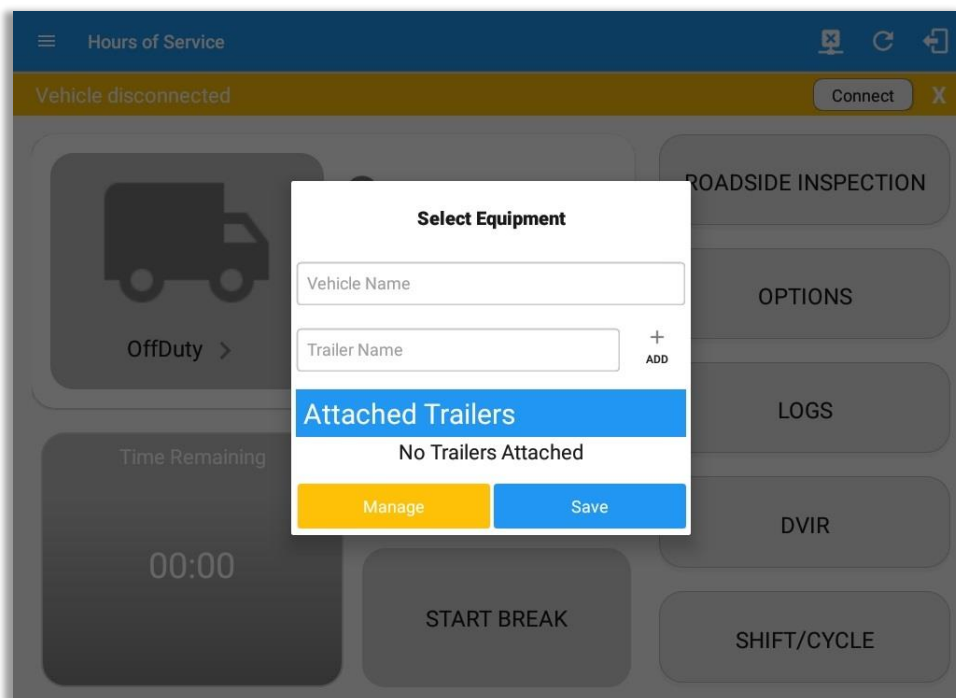 Hours of Service
Vehicle disconnected
Connect
X
ROADSIDE INSPECTION
Select Equipment
Vehicle Name
OPTIONS
OffDuty >
Trailer Name
+
ADD
Attached Trailers
LOGS
Time Remaining
No Trailers Attached
Manage
Save
DVIR
00:00
START BREAK
SHIFT/CYCLE